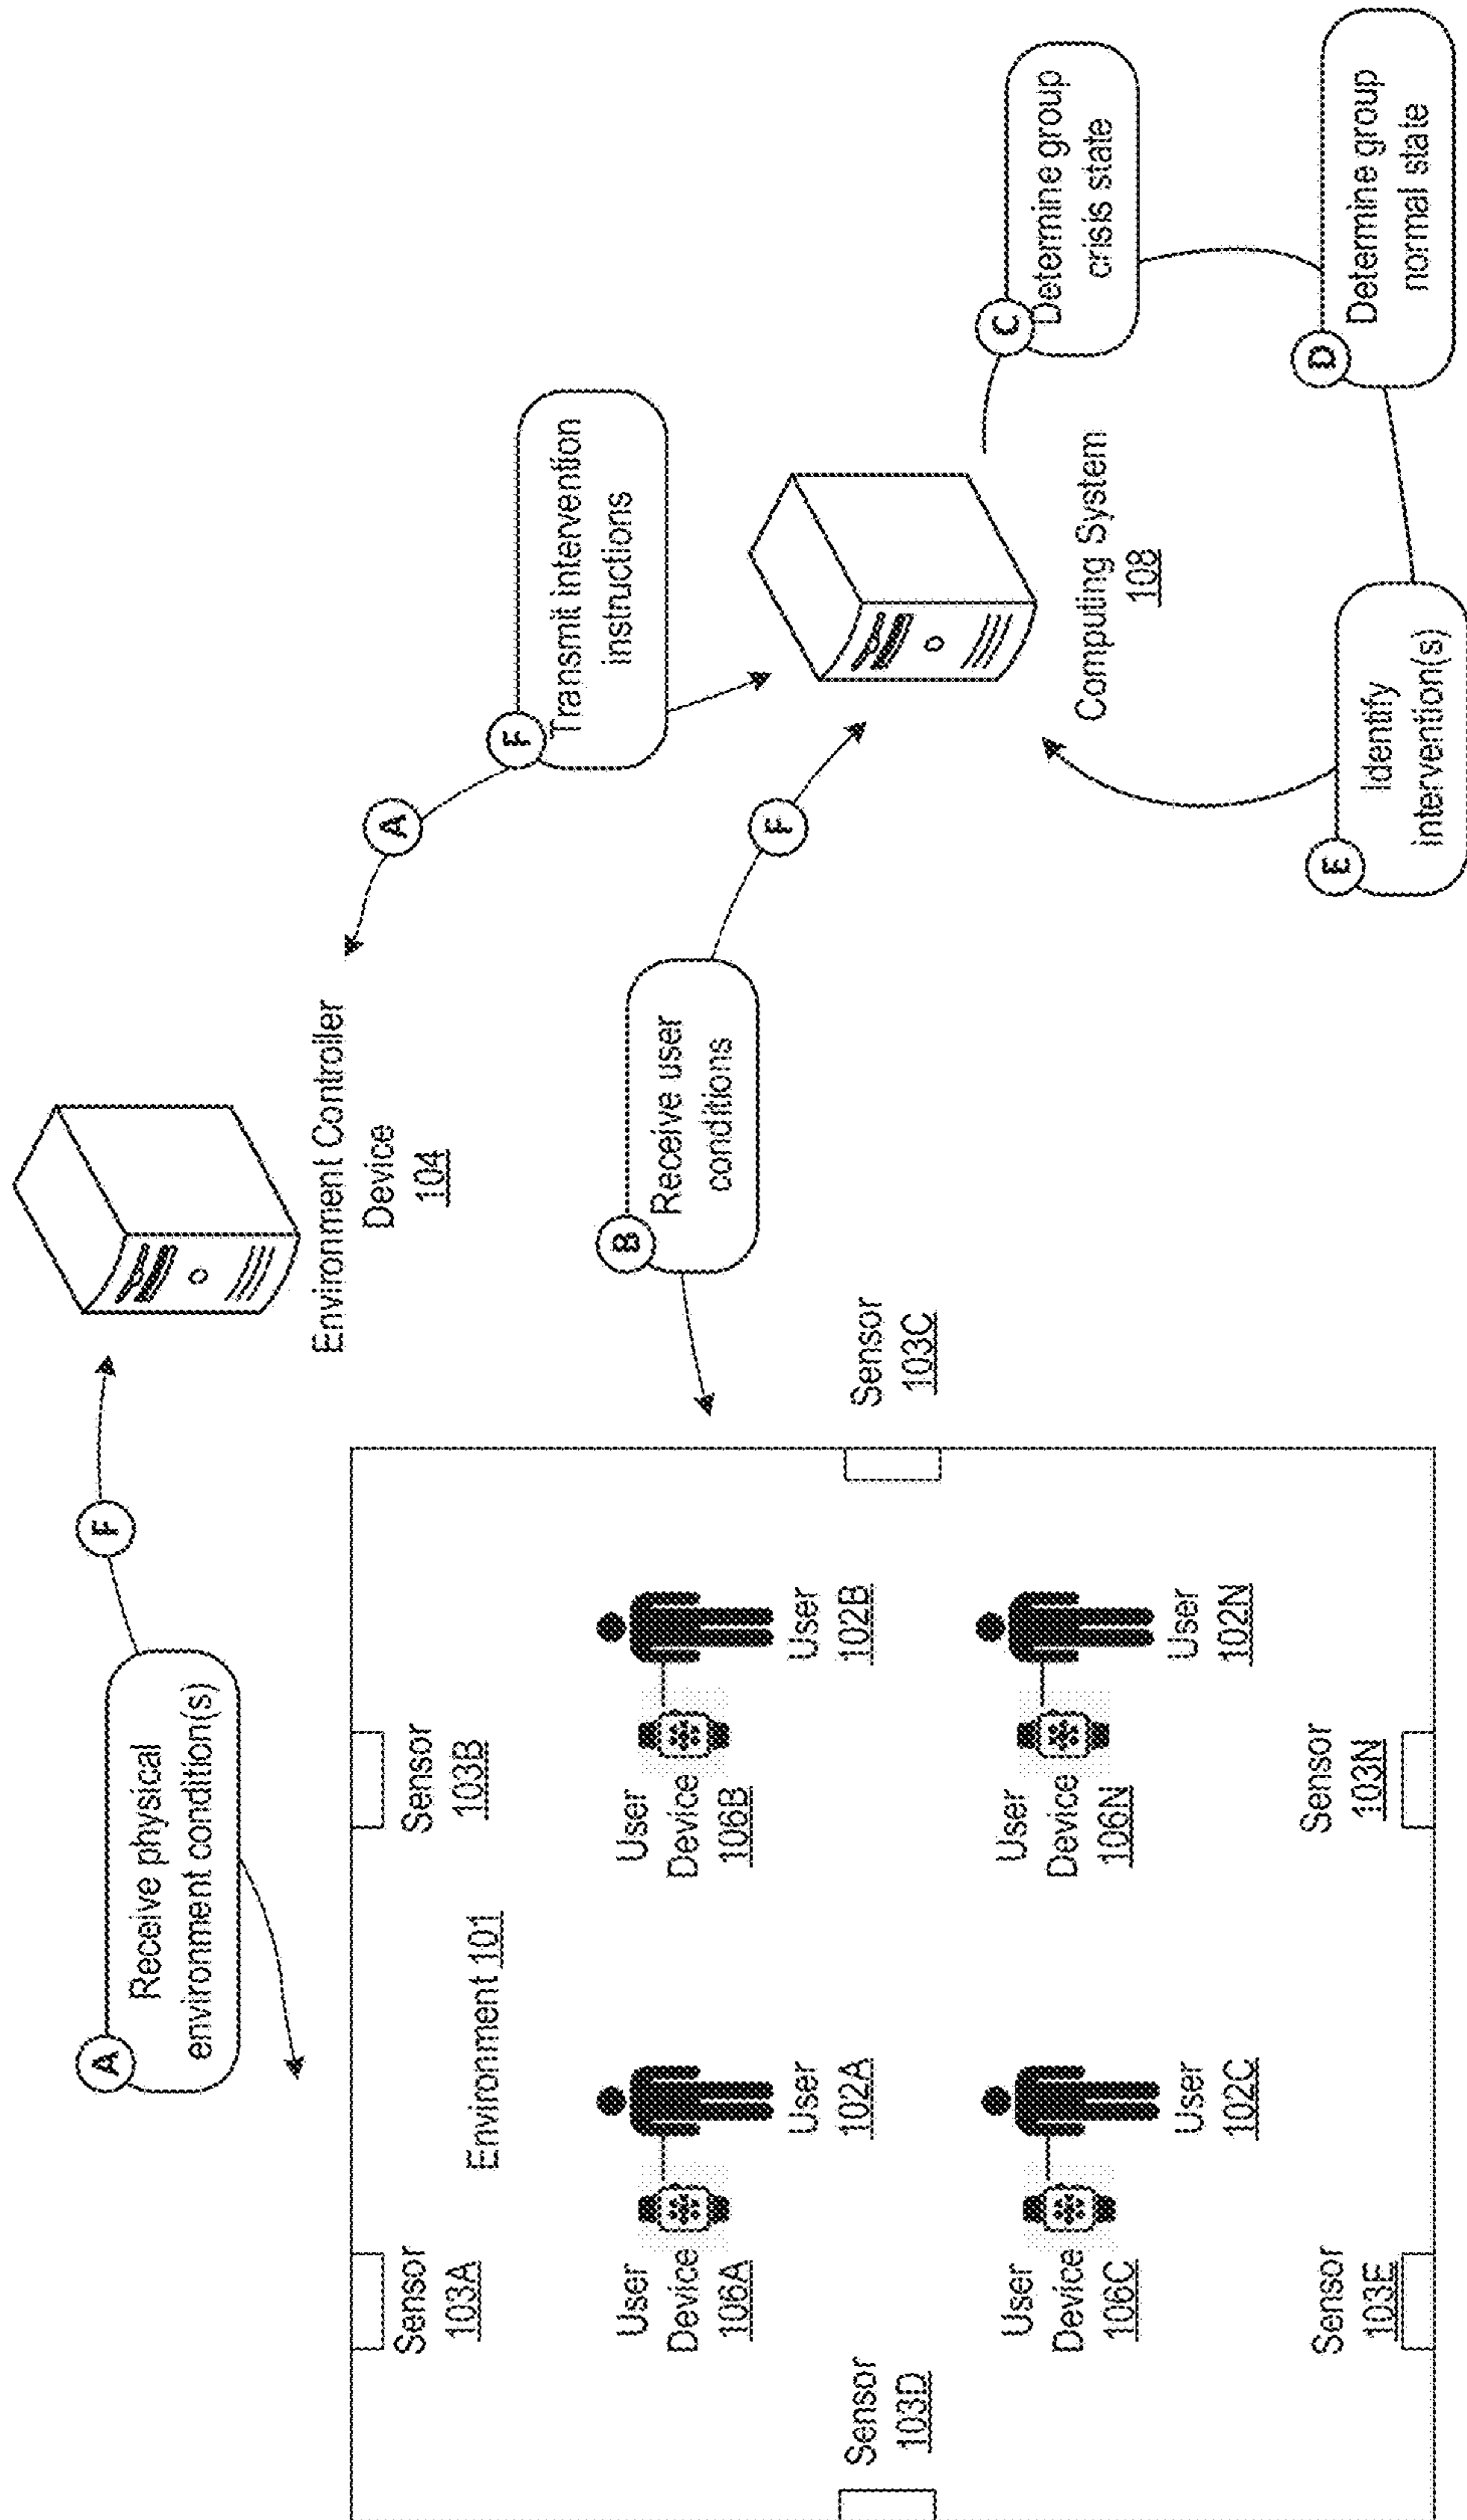 A
Receive physical
environment condition(s)
F
Environment Controller
Device
104
A
F
Transmit intervention
instructions
B
Receive user
conditions
F
Computing System
108
C
Determine group
crisis state
D
Determine group
normal state
E
Identify
intervention(s)
Sensor
103A
Sensor
103B
Environment 101
Sensor
103C
Sensor
103D
User
Device
106A
User
102A
User
Device
106B
User
102B
User
Device
106C
User
102C
User
Device
106N
User
102N
Sensor
103E
Sensor
103N